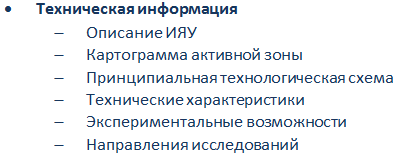 • Техническая информация
– Описание ИЯУ
– Картограмма активной зоны
– Принципиальная технологическая схема
– Технические характеристики
– Экспериментальные возможности
– Направления исследований